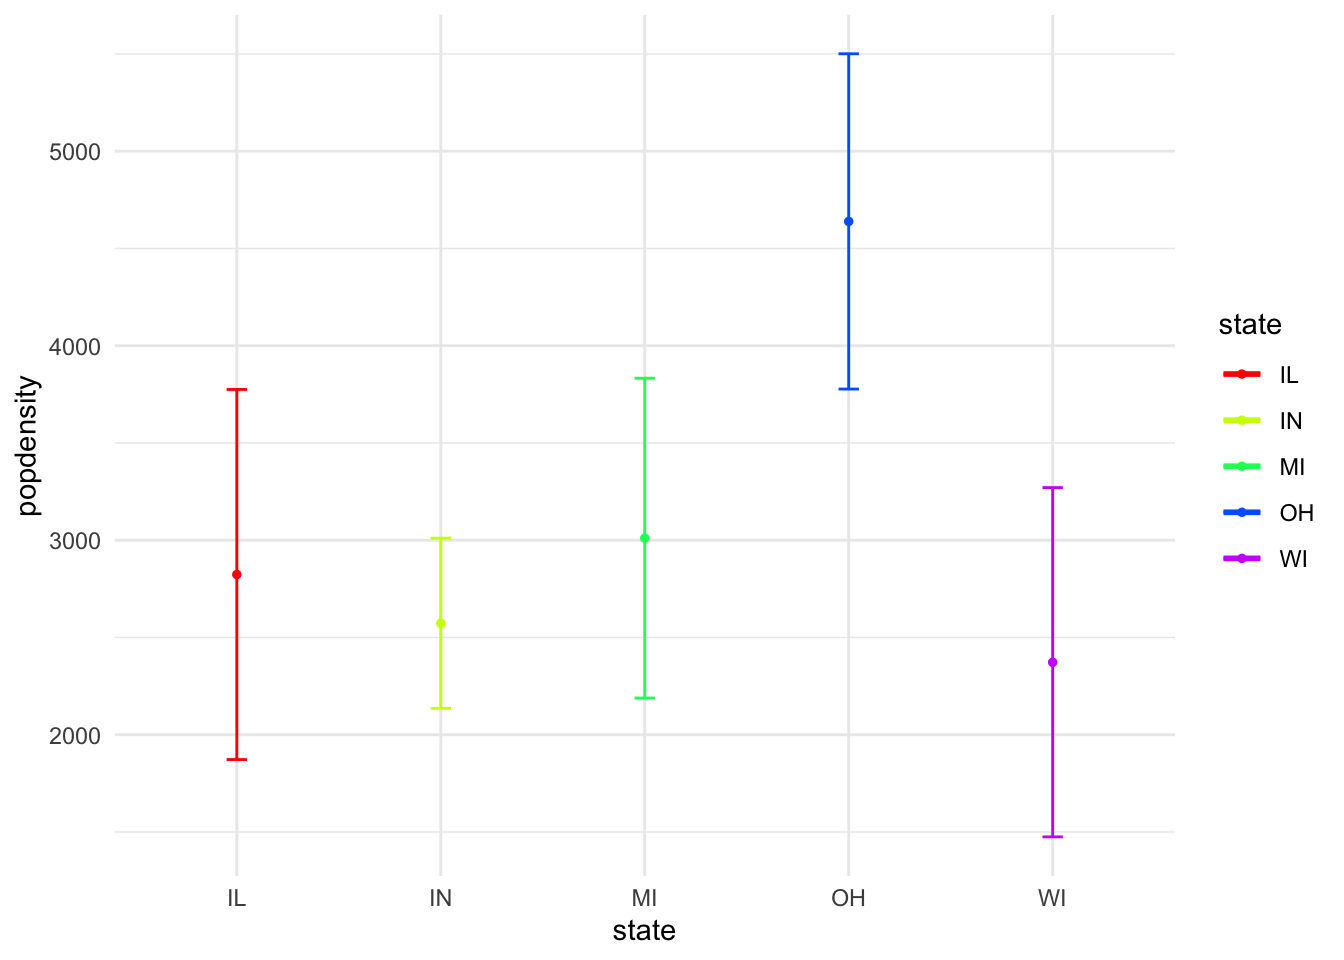 popdensity
5000
4000
3000
2000
IL IN MI OH WI
state
state
IL
IN
MI
OH
WI